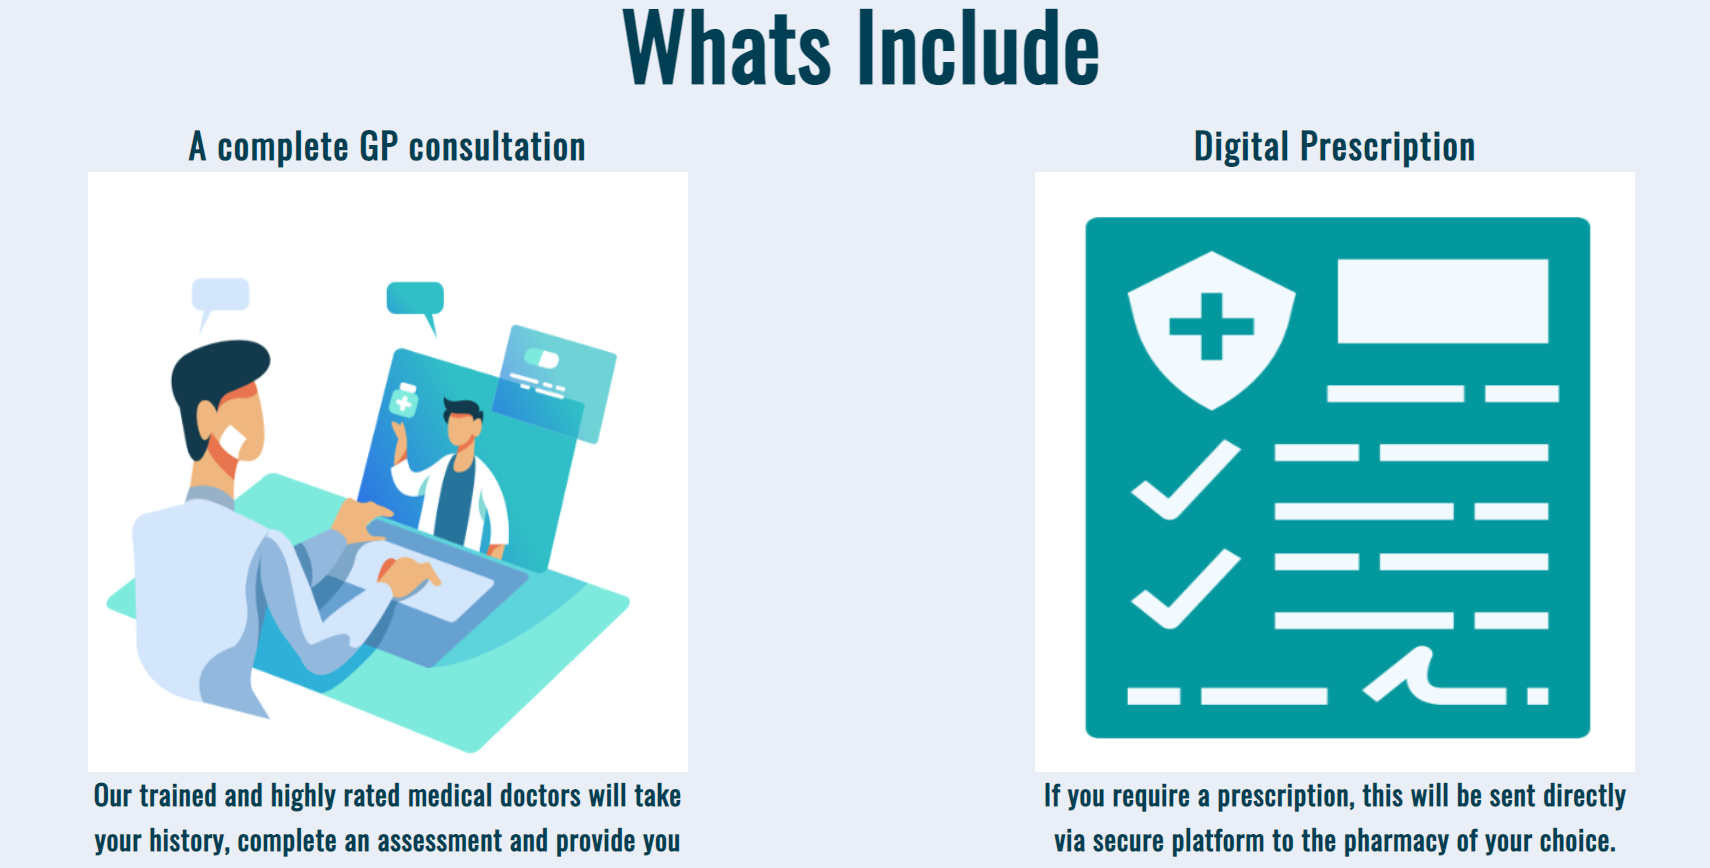 Whats Include
A complete GP consultation
Our trained and highly rated medical doctors will take
your history, complete an assessment and provide you
Digital Prescription
If you require a prescription, this will be sent directly
via secure platform to the pharmacy of your choice.